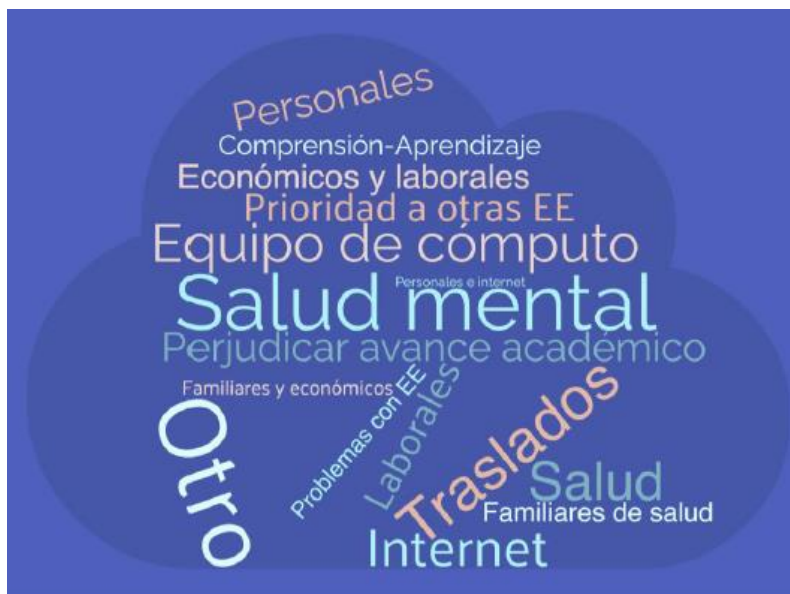 Personales
Comprensión-Aprendizaje
Económicos y laborales
Prioridad a otras EE
Equipo de cómputo
Salud mental
Personales e internet
Perjudicar avance académico
Familiares y económicos
Otro
Problemas con EE
Laborales
Traslados
Salud
Familiares de salud
Internet